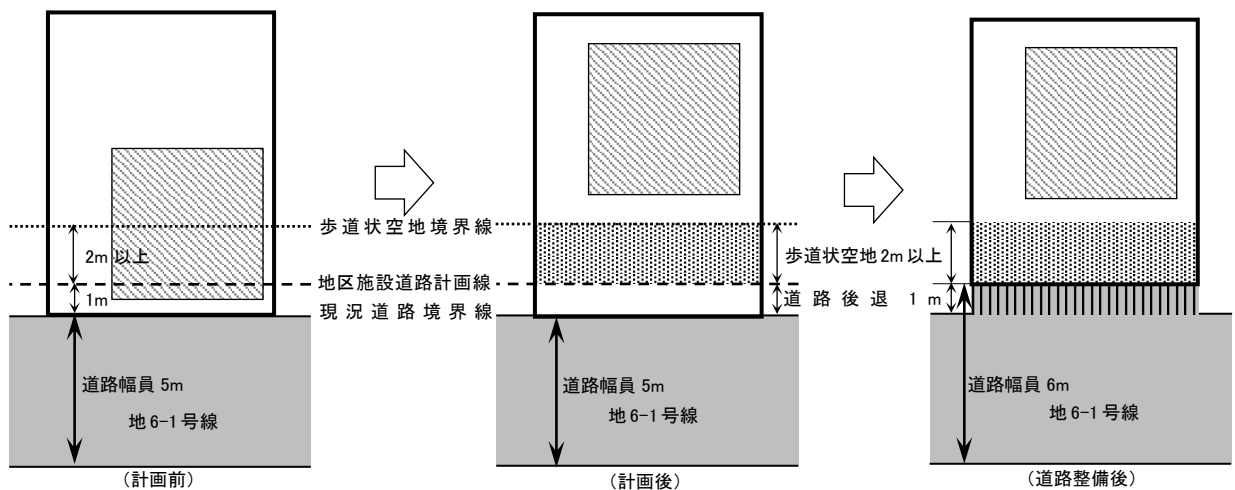 歩道状空地境界線
2m 以上
地区施設道路計画線
1m
現況道路境界線
道路幅員 5m
地 6-1 号線
(計画前)
歩道状空地 2m 以上
道路後退 1 m
道路幅員 5m
地 6-1 号線
(計画後)
道路幅員 6m
地 6-1 号線
(道路整備後)